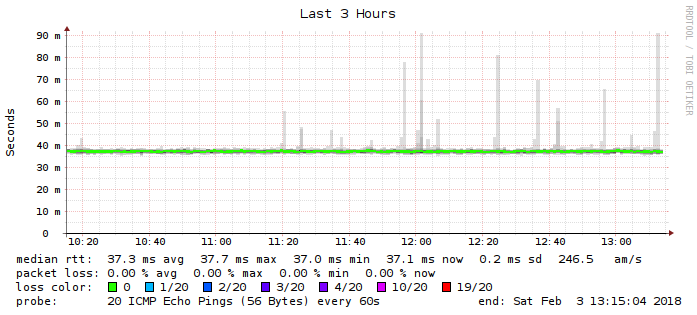 Last 3 Hours
RRDTOOL / TOBI OETIKER
Seconds
90 m
80 m
70 m
60 m
50 m
40 m
30 m
20 m
10 m
0
10:20 10:40 11:00 11:20 11:40 12:00 12:20 12:40 13:00
median rtt: 37.3 ms avg 37.7 ms max 37.0 ms min 37.1 ms now 0.2 ms sd 246.5 am/s
packet loss: 0.00 % avg 0.00 % max 0.00 % min 0.00 % now
loss color: 0 1/20 2/20 3/20 4/20 10/20 19/20
probe: 20 ICMP Echo Pings (56 Bytes) every 60s end: Sat Feb 3 13:15:04 2018